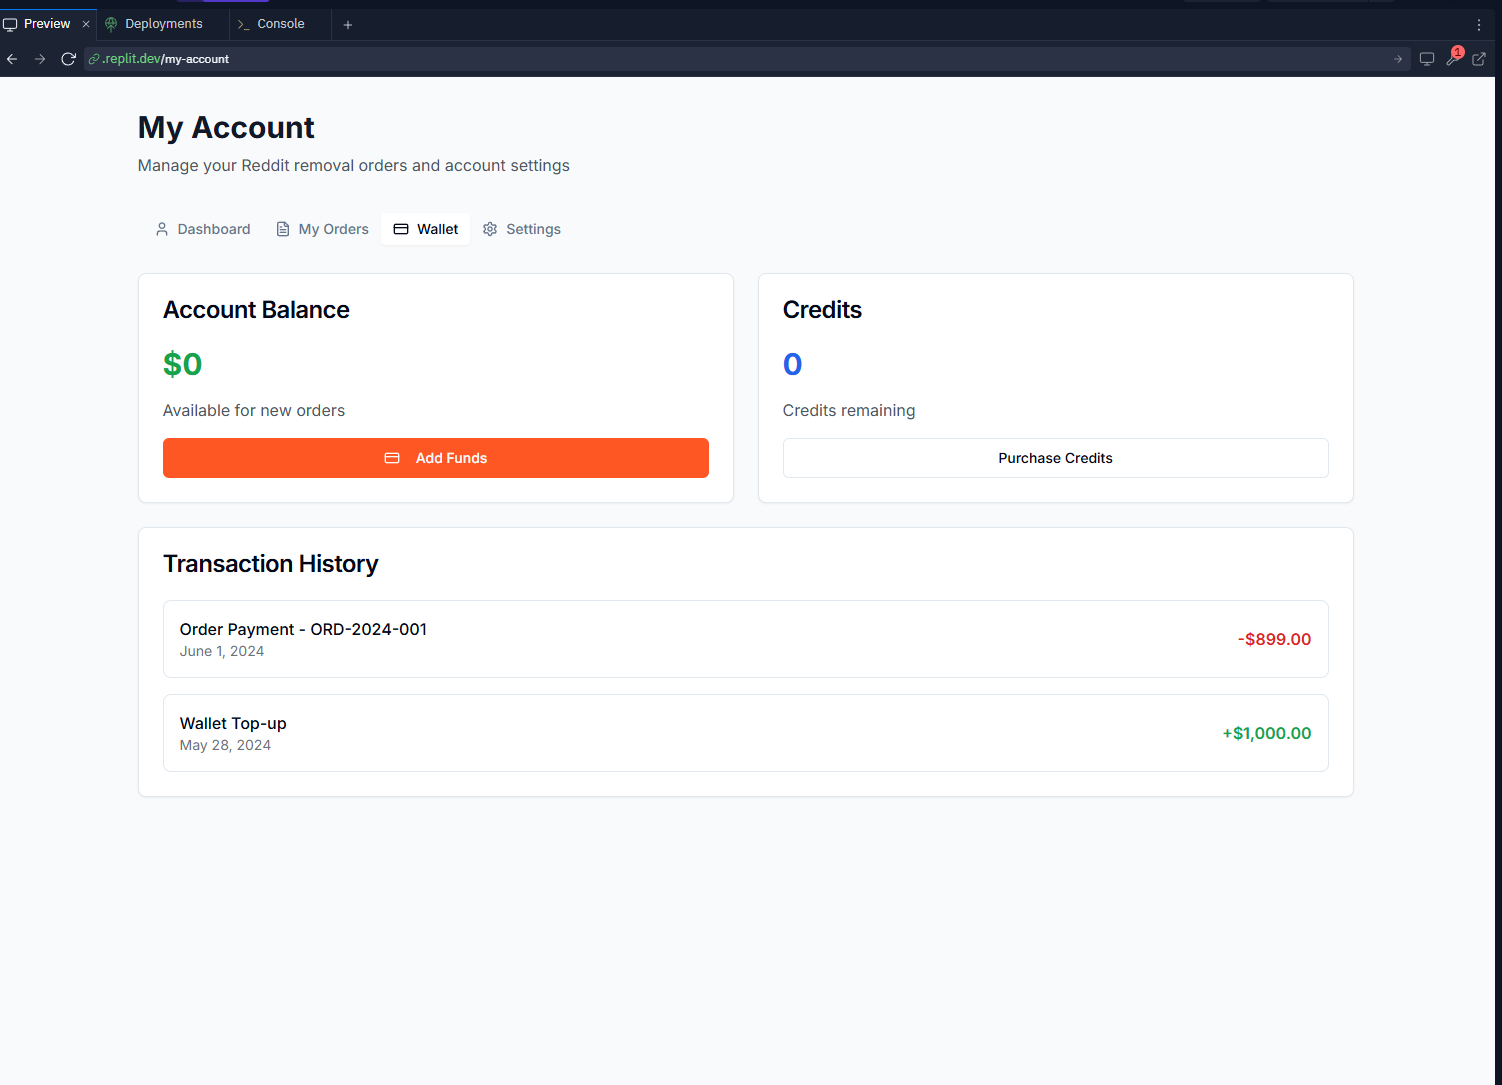 Preview
Deployments
Console
.replit.dev/my-account
1
My Account
Manage your Reddit removal orders and account settings
Dashboard
My Orders
Wallet
Settings
Account Balance
$0
Available for new orders
Add Funds
Credits
0
Credits remaining
Purchase Credits
Transaction History
Order Payment - ORD-2024-001
June 1, 2024
-$899.00
Wallet Top-up
May 28, 2024
+$1,000.00